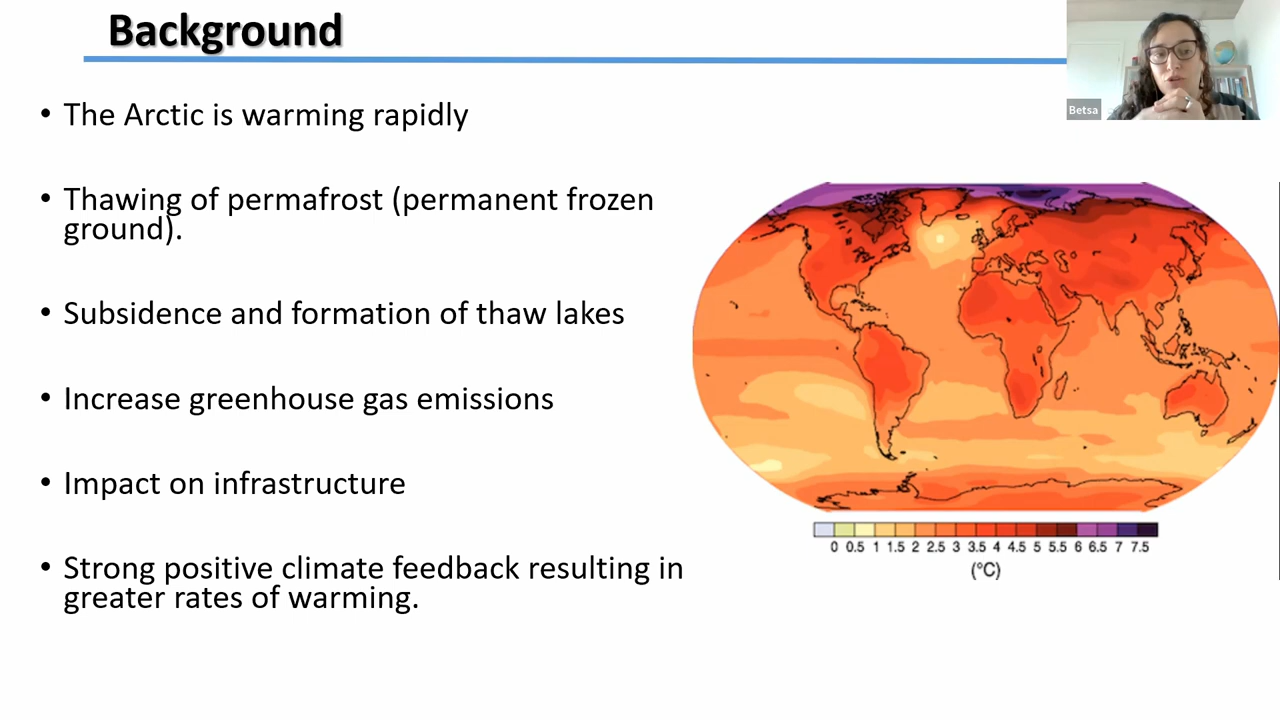 Background
Betsa
• The Arctic is warming rapidly
• Thawing of permafrost (permanent frozen
ground).
• Subsidence and formation of thaw lakes
• Increase greenhouse gas emissions
• Impact on infrastructure
• Strong positive climate feedback resulting in
greater rates of warming.
0 0.5 1 1.5 2 2.5 3 3.5 4 4.5 5 5.5 6 6.5 7 7.5
(°C)